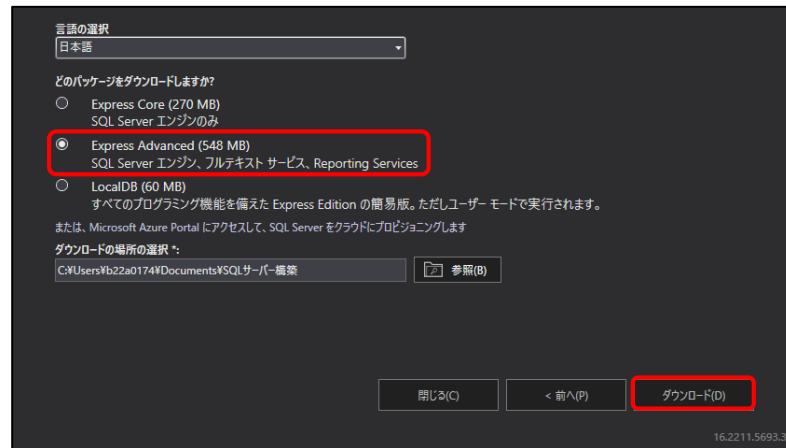 言語の選択
日本語
どのパッケージをダウンロードしますか?
Express Core (270 MB)
SQL Server エンジンのみ
Express Advanced (548 MB)
SQL Server エンジン、フルテキスト サービス、Reporting Services
LocalDB (60 MB)
すべてのプログラミング機能を備えた Express Edition の簡易版。ただしユーザー モードで実行されます。
または、Microsoft Azure Portal にアクセスして、SQL Server をクラウドにプロビジョニングします
ダウンロードの場所の選択 *:
C:¥Users¥b22a0174¥Documents¥SQLサーバー構築
参照(B)
閉じる(C)
< 前へ(P)
ダウンロード(D)
16.2211.5693.3